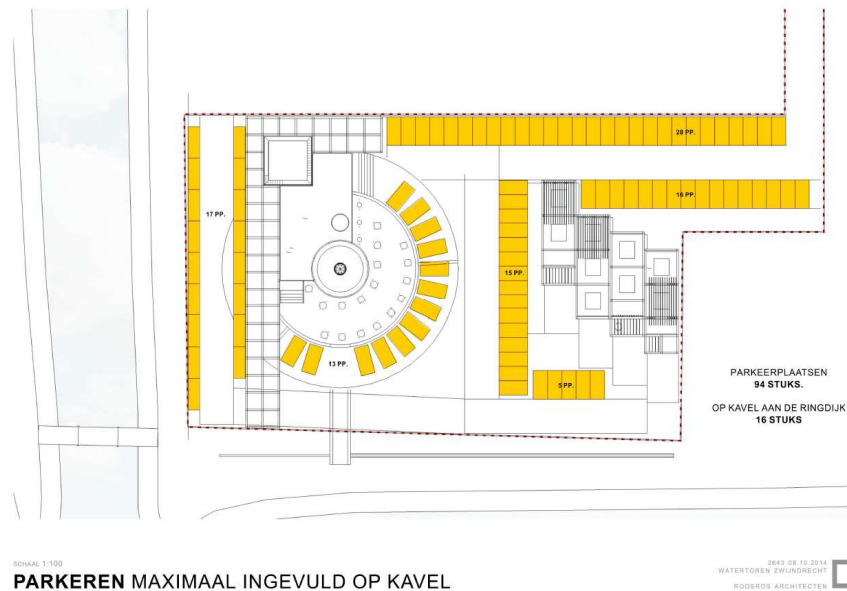 28 PP.
16 PP.
17 PP.
15 PP.
13 PP.
5 PP.
PARKEERPLAATSEN
94 STUKS.
OP KAVEL AAN DE RINGDIJK
16 STUKS
SCHAAL 1:100
PARKEREN MAXIMAAL INGEVULD OP KAVEL
2643 08.10.2014
WATERTOREN ZWIJNDRECHT
ROOSROS ARCHITECTEN